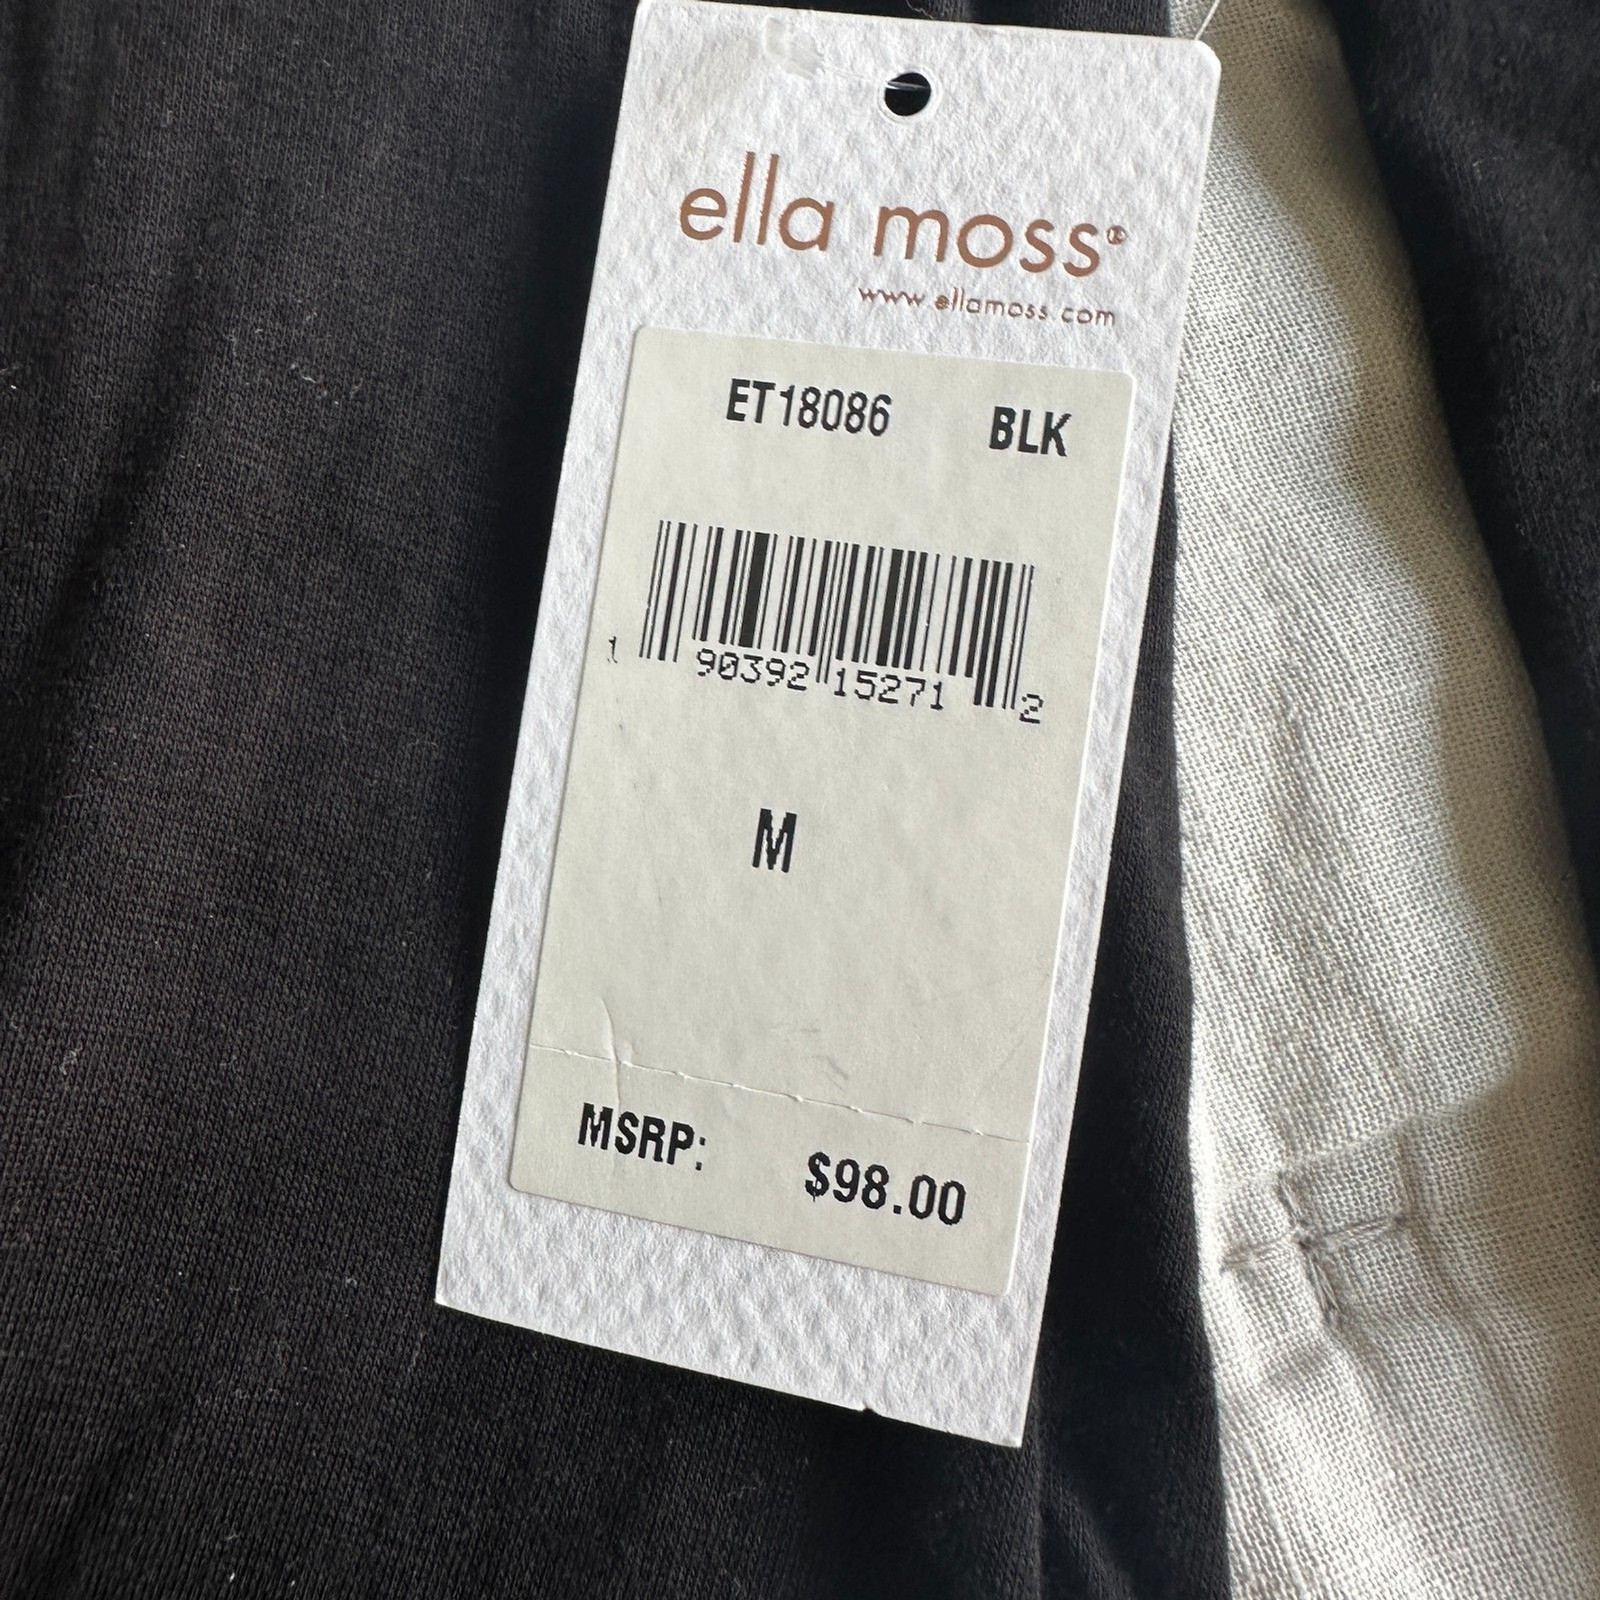 ella moss®
www.ellamoss.com
ET18086 BLK
1 90392 15271 2
M
MSRP: $98.00